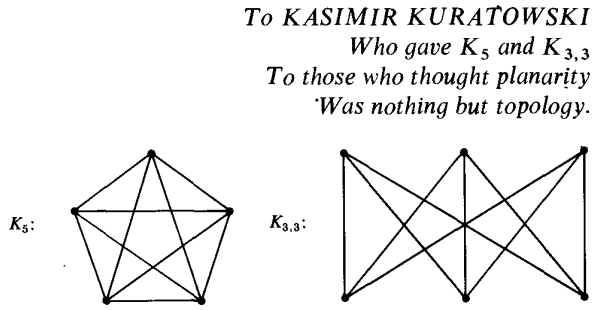 To KASIMIR KURATOWSKI
Who gave K₅ and K₃,₃
To those who thought planarity
Was nothing but topology.
K₅:
K₃,₃: